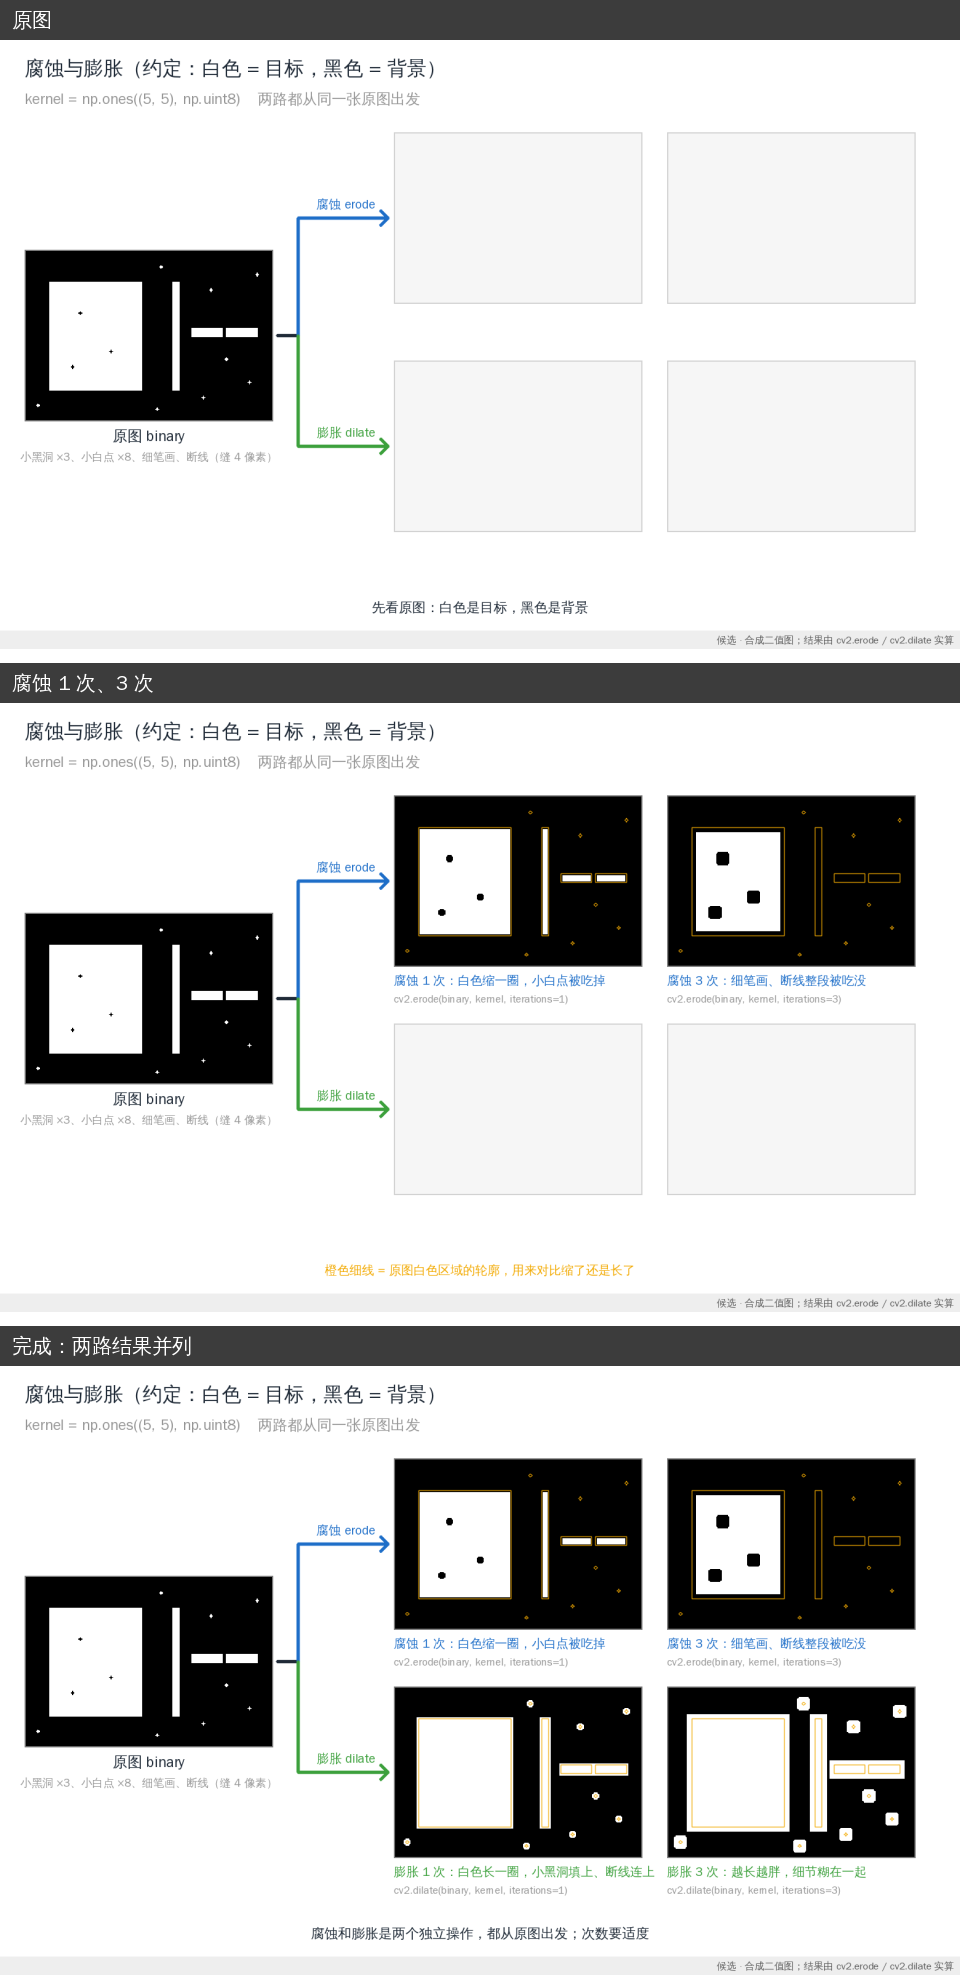 原图
腐蚀与膨胀（约定：白色 = 目标，黑色 = 背景）
kernel = np.ones((5, 5), np.uint8)    两路都从同一张原图出发
腐蚀 erode
膨胀 dilate
原图 binary
小黑洞 ×3、小白点 ×8、细笔画、断线（缝 4 像素）
先看原图：白色是目标，黑色是背景
候选 · 合成二值图；结果由 cv2.erode / cv2.dilate 实算
腐蚀 1 次、3 次
腐蚀与膨胀（约定：白色 = 目标，黑色 = 背景）
kernel = np.ones((5, 5), np.uint8)    两路都从同一张原图出发
腐蚀 erode
腐蚀 1 次：白色缩一圈，小白点被吃掉
cv2.erode(binary, kernel, iterations=1)
腐蚀 3 次：细笔画、断线整段被吃没
cv2.erode(binary, kernel, iterations=3)
膨胀 dilate
原图 binary
小黑洞 ×3、小白点 ×8、细笔画、断线（缝 4 像素）
橙色细线 = 原图白色区域的轮廓，用来对比缩了还是长了
候选 · 合成二值图；结果由 cv2.erode / cv2.dilate 实算
完成：两路结果并列
腐蚀与膨胀（约定：白色 = 目标，黑色 = 背景）
kernel = np.ones((5, 5), np.uint8)    两路都从同一张原图出发
腐蚀 erode
腐蚀 1 次：白色缩一圈，小白点被吃掉
cv2.erode(binary, kernel, iterations=1)
腐蚀 3 次：细笔画、断线整段被吃没
cv2.erode(binary, kernel, iterations=3)
膨胀 dilate
原图 binary
小黑洞 ×3、小白点 ×8、细笔画、断线（缝 4 像素）
膨胀 1 次：白色长一圈，小黑洞填上、断线连上
cv2.dilate(binary, kernel, iterations=1)
膨胀 3 次：越长越胖，细节糊在一起
cv2.dilate(binary, kernel, iterations=3)
腐蚀和膨胀是两个独立操作，都从原图出发；次数要适度
候选 · 合成二值图；结果由 cv2.erode / cv2.dilate 实算